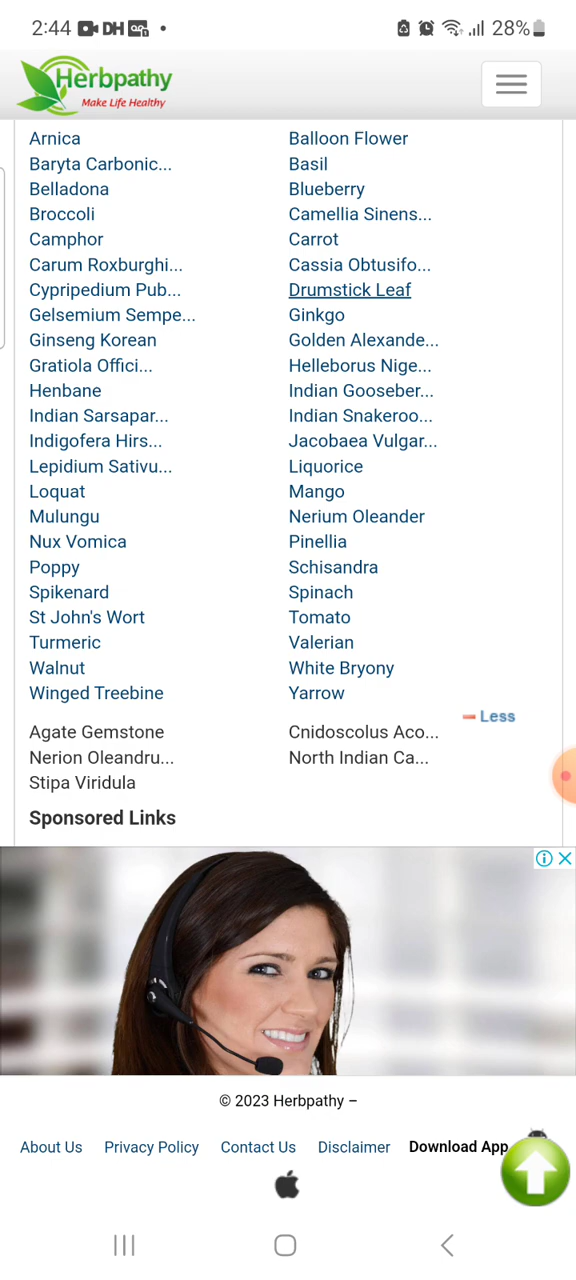 2:44 DH 28%
Herbpathy
Make Life Healthy
Arnica Balloon Flower
Baryta Carbonic... Basil
Belladona Blueberry
Broccoli Camellia Sinens...
Camphor Carrot
Carum Roxburghi... Cassia Obtusifo...
Cypripedium Pub... Drumstick Leaf
Gelsemium Sempe... Ginkgo
Ginseng Korean Golden Alexande...
Gratiola Offici... Helleborus Nige...
Henbane Indian Gooseber...
Indian Sarsapar... Indian Snakeroo...
Indigofera Hirs... Jacobaea Vulgar...
Lepidium Sativu... Liquorice
Loquat Mango
Mulungu Nerium Oleander
Nux Vomica Pinellia
Poppy Schisandra
Spikenard Spinach
St John's Wort Tomato
Turmeric Valerian
Walnut White Bryony
Winged Treebine Yarrow
Less
Agate Gemstone Cnidoscolus Aco...
Nerion Oleandru... North Indian Ca...
Stipa Viridula
Sponsored Links
© 2023 Herbpathy –
About Us Privacy Policy Contact Us Disclaimer Download App